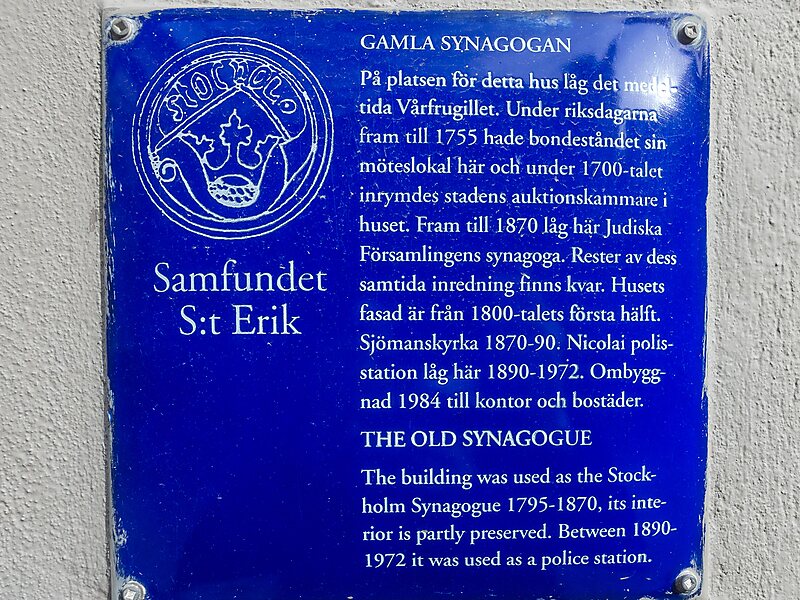 STOCHOLD
Samfundet
S:t Erik
GAMLA SYNAGOGAN
På platsen för detta hus låg det medel-
tida Vårfrugillet. Under riksdagarna
fram till 1755 hade bondeståndet sin
möteslokal här och under 1700-talet
inrymdes stadens auktionskammare i
huset. Fram till 1870 låg här Judiska
Församlingens synagoga. Rester av dess
samtida inredning finns kvar. Husets
fasad är från 1800-talets första hälft.
Sjömanskyrka 1870-90. Nicolai polis-
station låg här 1890-1972. Ombygg-
nad 1984 till kontor och bostäder.
THE OLD SYNAGOGUE
The building was used as the Stock-
holm Synagogue 1795-1870, its inte-
rior is partly preserved. Between 1890-
1972 it was used as a police station.